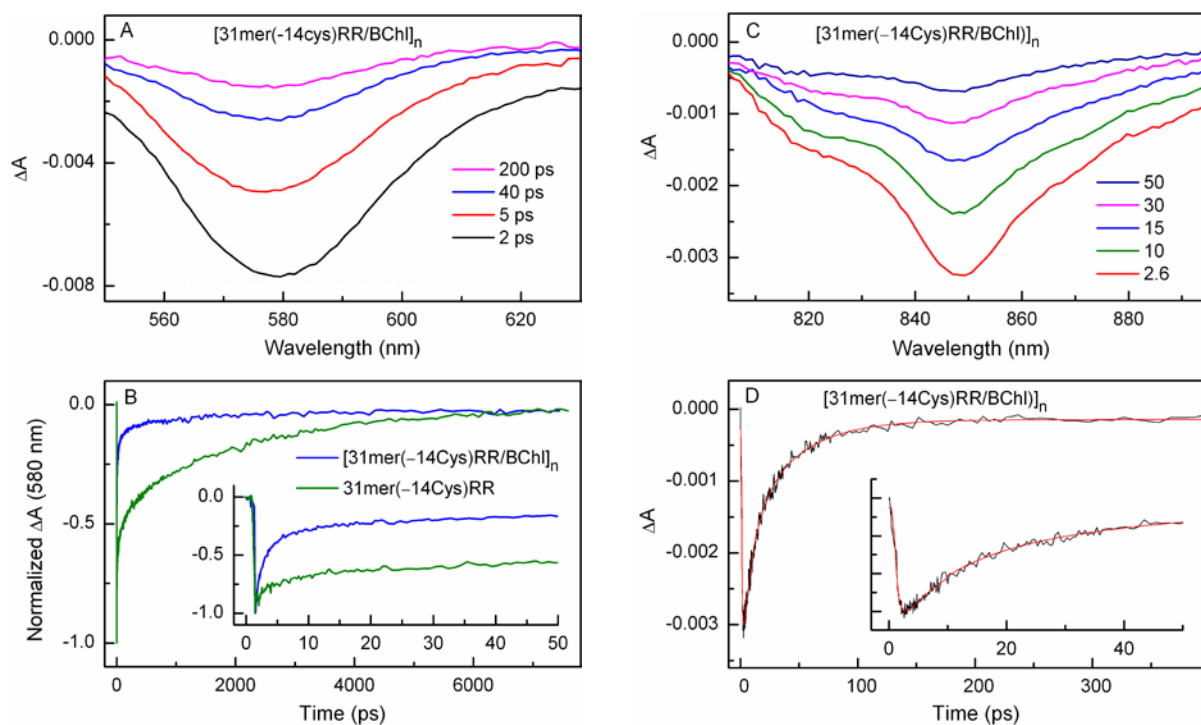 A
[31mer(-14cys)RR/BChl]n
0.000
-0.004
-0.008
ΔA
200 ps
40 ps
5 ps
2 ps
560 580 600 620
Wavelength (nm)
C
[31mer(−14Cys)RR/BChl)]n
0.000
-0.001
-0.002
-0.003
ΔA
50
30
15
10
2.6
820 840 860 880
Wavelength (nm)
B
0.0
-0.5
-1.0
Normalized ΔA (580 nm)
[31mer(−14Cys)RR/BChl]n
31mer(−14Cys)RR
0.0
-0.5
-1.0
0 10 20 30 40 50
0 2000 4000 6000
Time (ps)
D
[31mer(−14Cys)RR/BChl)]n
0.000
-0.001
-0.002
-0.003
ΔA
0 20 40
0 100 200 300
Time (ps)